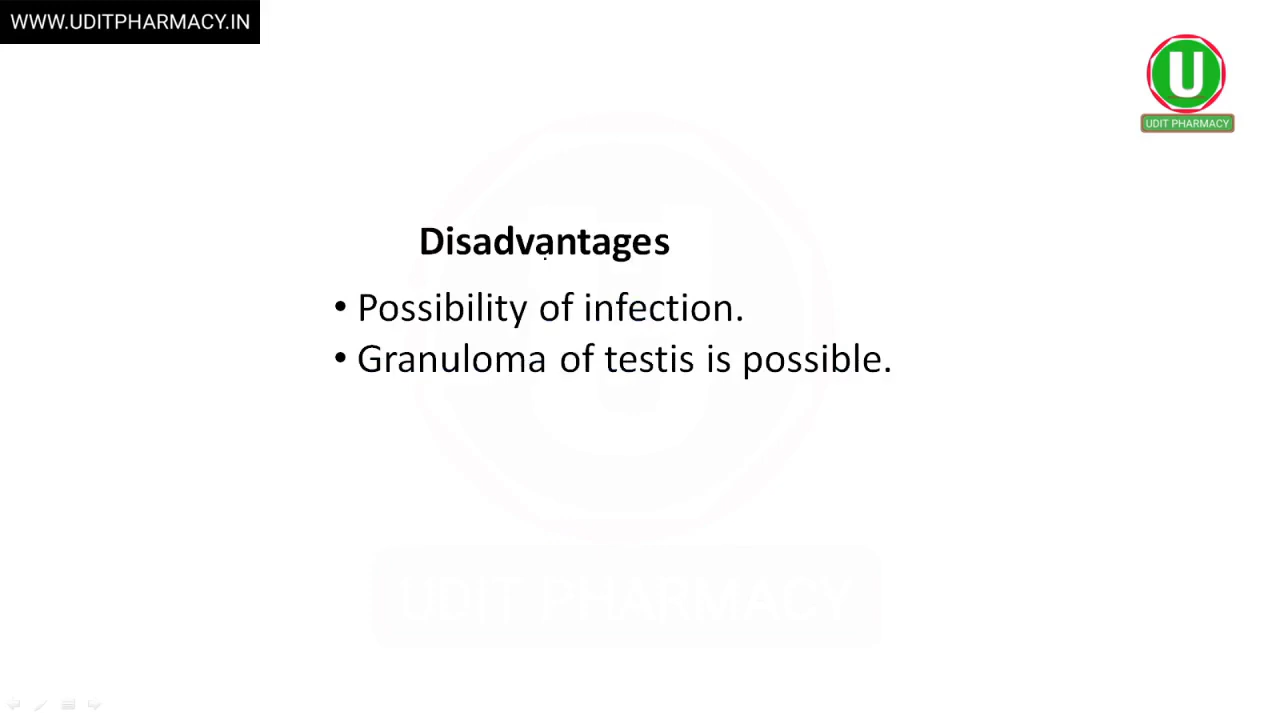 WWW.UDITPHARMACY.IN
U
UDIT PHARMACY
Disadvantages
• Possibility of infection.
• Granuloma of testis is possible.
U
UDIT PHARMACY